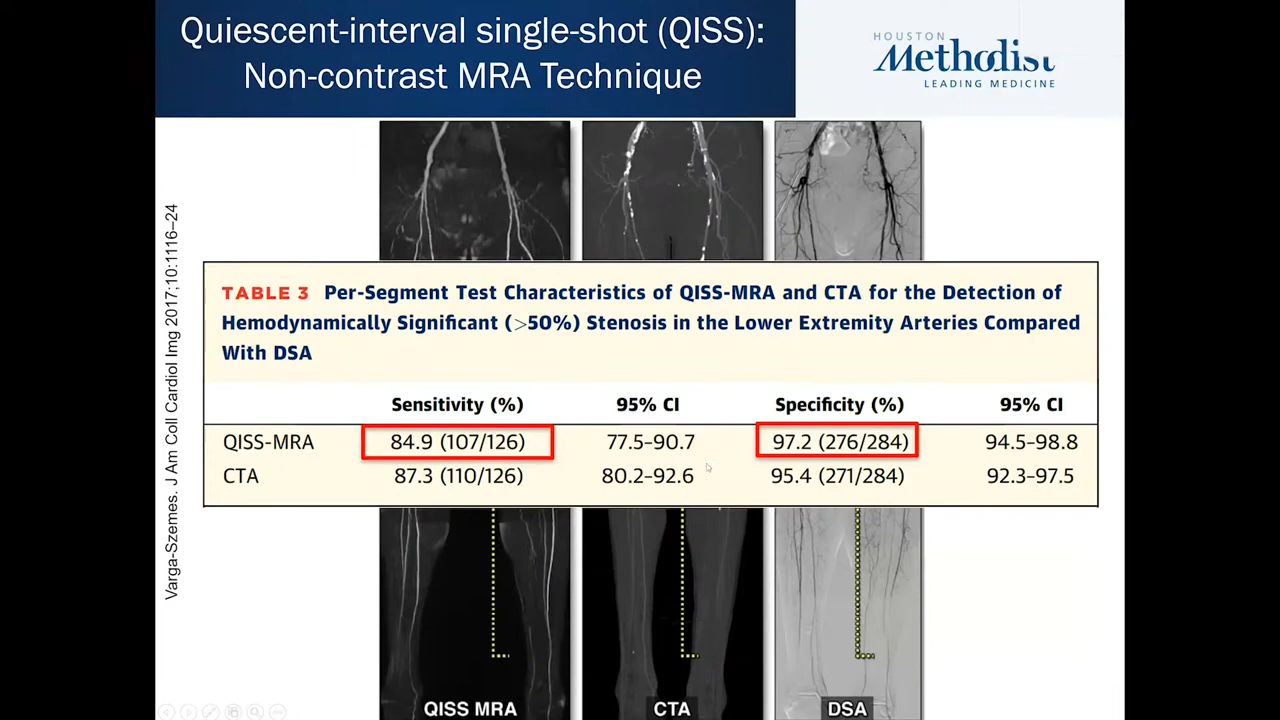 Quiescent-interval single-shot (QISS):
Non-contrast MRA Technique
HOUSTON
Methodist
LEADING MEDICINE
Varga-Szemes. J Am Coll Cardiol Img 2017;10:1116–24
TABLE 3 Per-Segment Test Characteristics of QISS-MRA and CTA for the Detection of
Hemodynamically Significant (>50%) Stenosis in the Lower Extremity Arteries Compared
With DSA
Sensitivity (%) 95% CI Specificity (%) 95% CI
QISS-MRA 84.9 (107/126) 77.5–90.7 97.2 (276/284) 94.5–98.8
CTA 87.3 (110/126) 80.2–92.6 95.4 (271/284) 92.3–97.5
QISS MRA CTA DSA